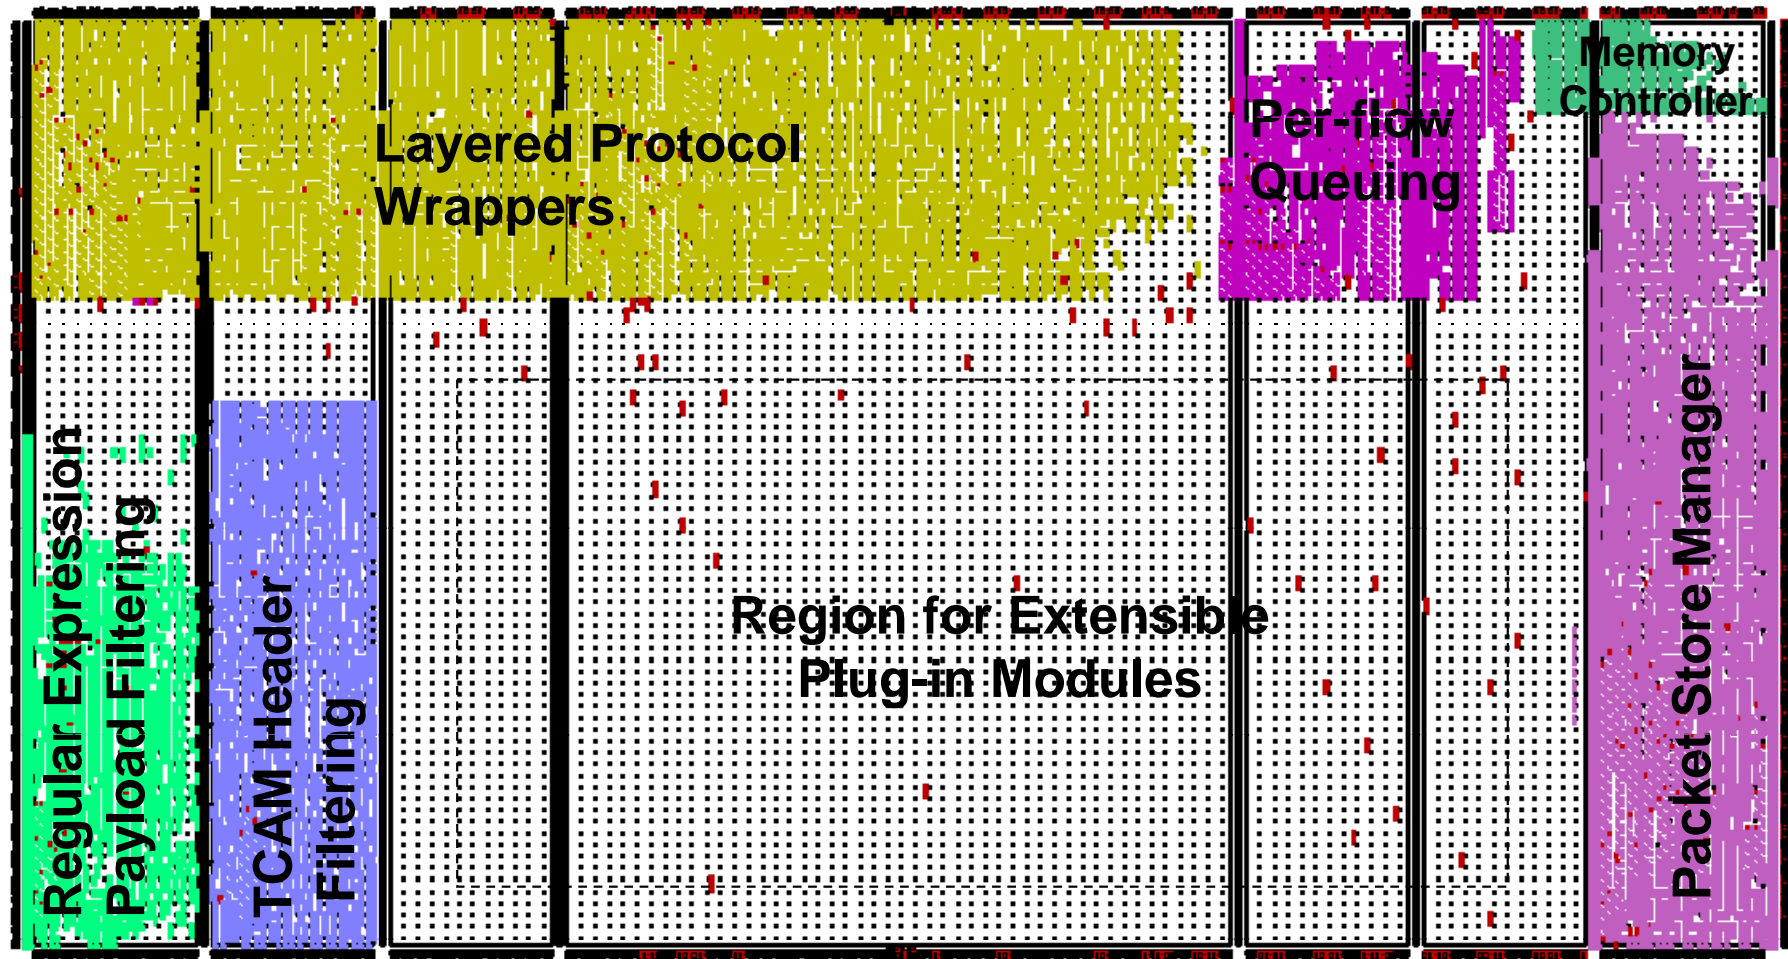 Memory
Controller
Layered Protocol
Wrappers
Per-flow
Queuing
Regular Expression
Payload Filtering
TCAM Header
Filtering
Region for Extensible
Plug-in Modules
Packet Store Manager